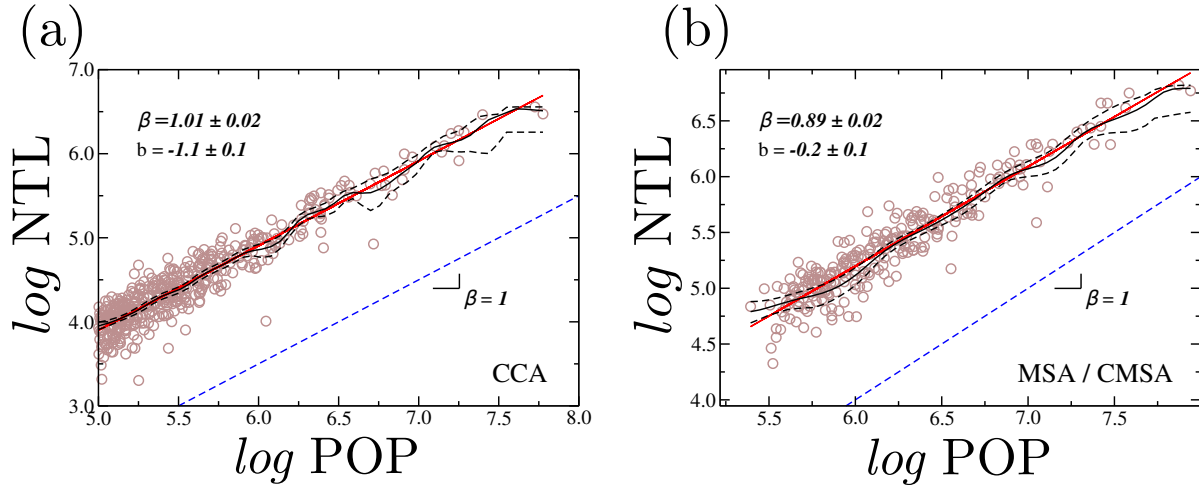 (a)
7.0
6.0
5.0
4.0
3.0
log NTL
β=1.01 ± 0.02
b = -1.1 ± 0.1
β = 1
CCA
5.0 5.5 6.0 6.5 7.0 7.5 8.0
log POP
(b)
6.5
6.0
5.5
5.0
4.5
4.0
log NTL
β=0.89 ± 0.02
b = -0.2 ± 0.1
β = 1
MSA / CMSA
5.5 6.0 6.5 7.0 7.5
log POP